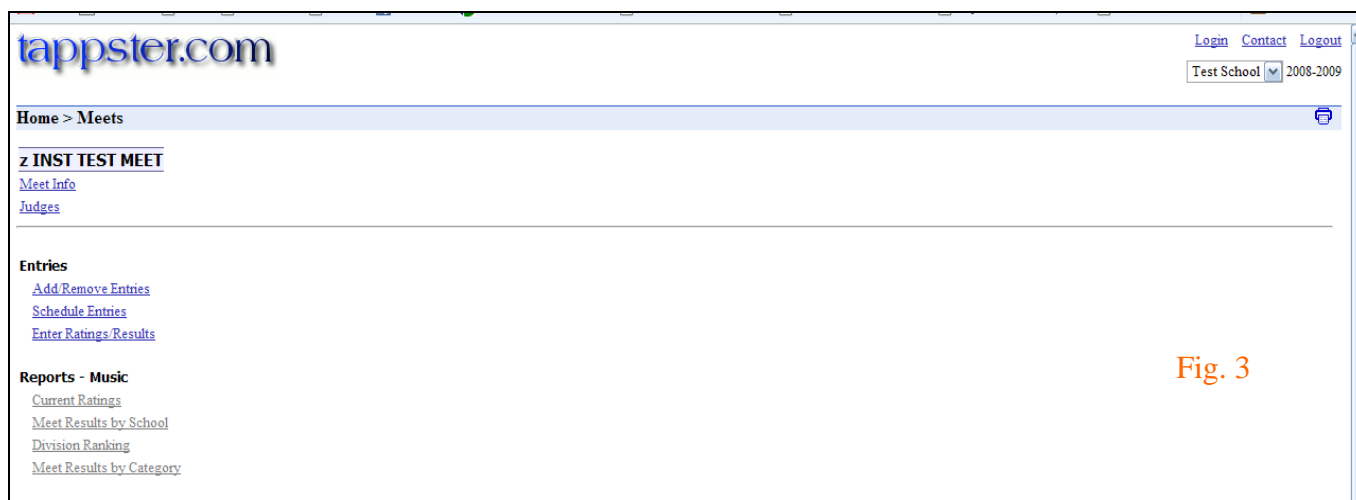 tappster.com
Login Contact Logout
Test School 2008-2009
Home > Meets
z INST TEST MEET
Meet Info
Judges
Entries
Add/Remove Entries
Schedule Entries
Enter Ratings/Results
Fig. 3
Reports - Music
Current Ratings
Meet Results by School
Division Ranking
Meet Results by Category